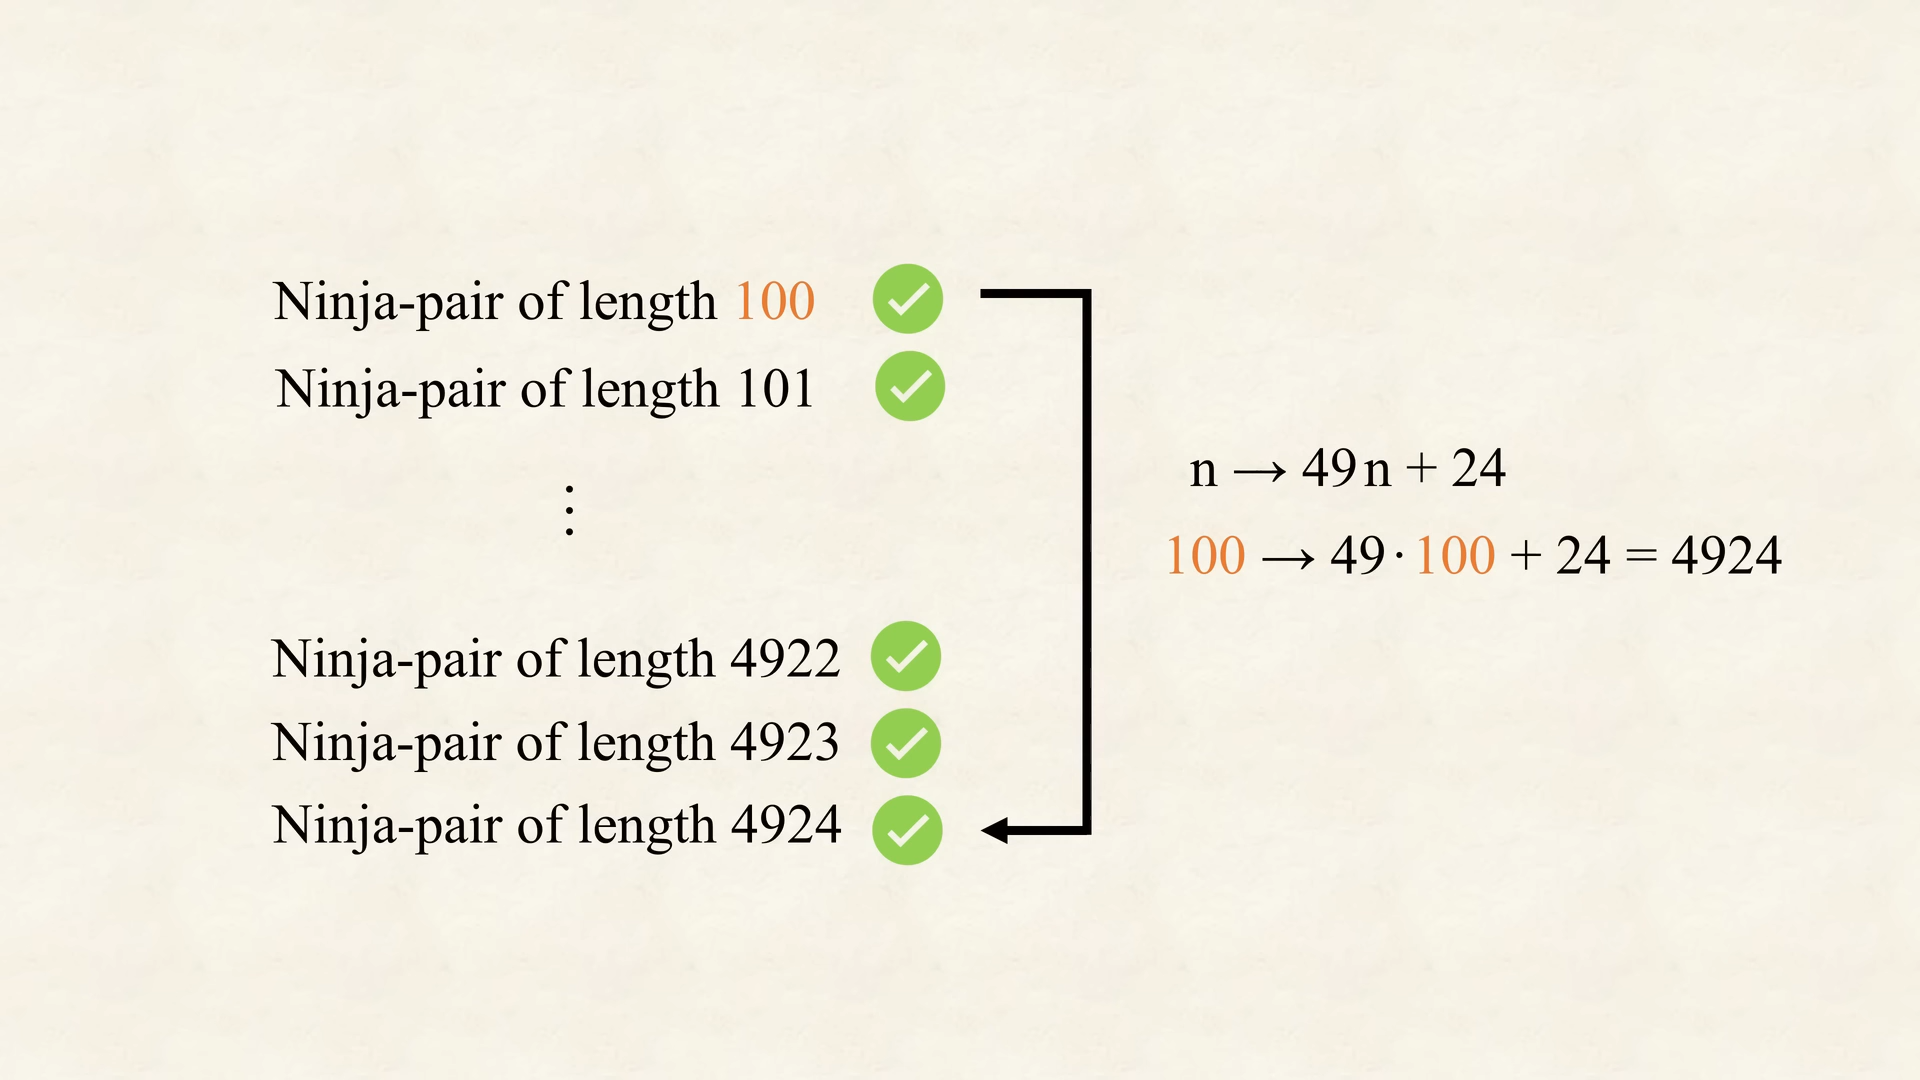 Ninja-pair of length 100
Ninja-pair of length 101
⋮
Ninja-pair of length 4922
Ninja-pair of length 4923
Ninja-pair of length 4924
n → 49n + 24
100 → 49·100 + 24 = 4924